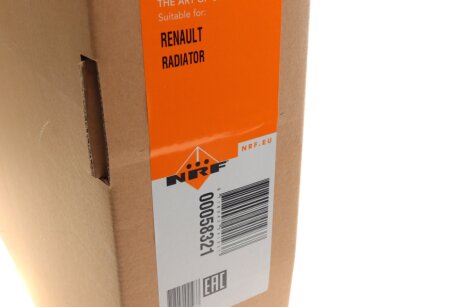 THE ART OF
Suitable for:
RENAULT
RADIATOR
NRF.EU
NRF
00058321
EAC